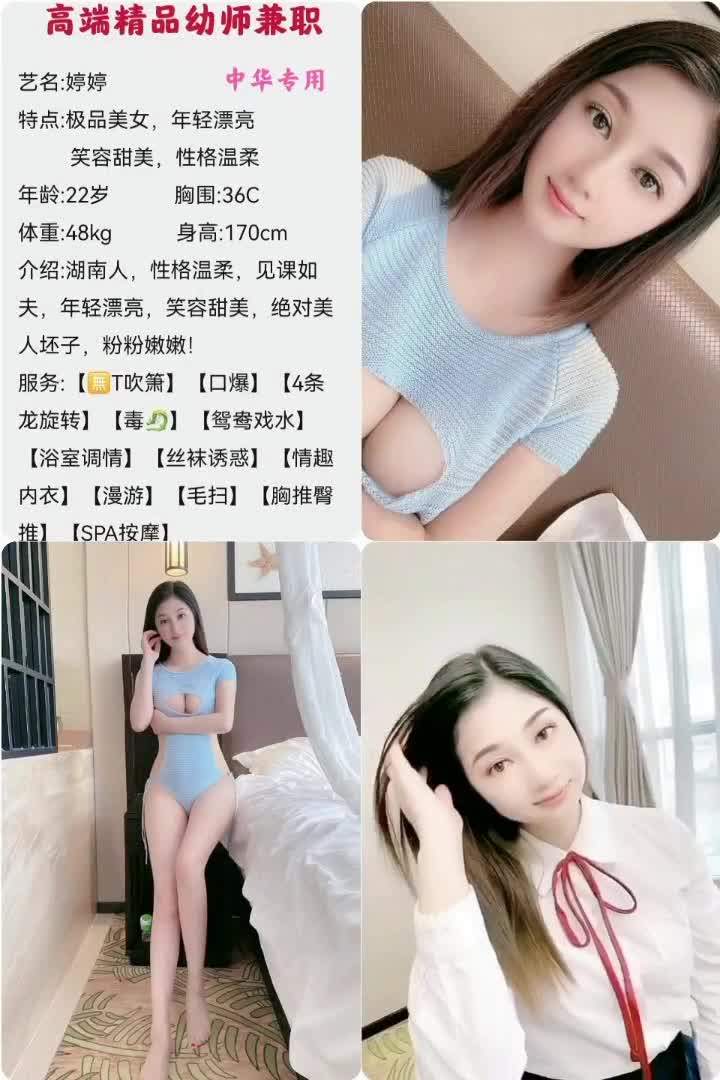 高端精品幼师兼职
艺名:婷婷 中华专用
特点:极品美女，年轻漂亮
笑容甜美，性格温柔
年龄:22岁 胸围:36C
体重:48kg 身高:170cm
介绍:湖南人，性格温柔，见课如
夫，年轻漂亮，笑容甜美，绝对美
人坯子，粉粉嫩嫩！
服务:【🈚T吹箫】【口爆】【4条
龙旋转】【毒🐉】【鸳鸯戏水】
【浴室调情】【丝袜诱惑】【情趣
内衣】【漫游】【毛扫】【胸推臀
推】【SPA按摩】